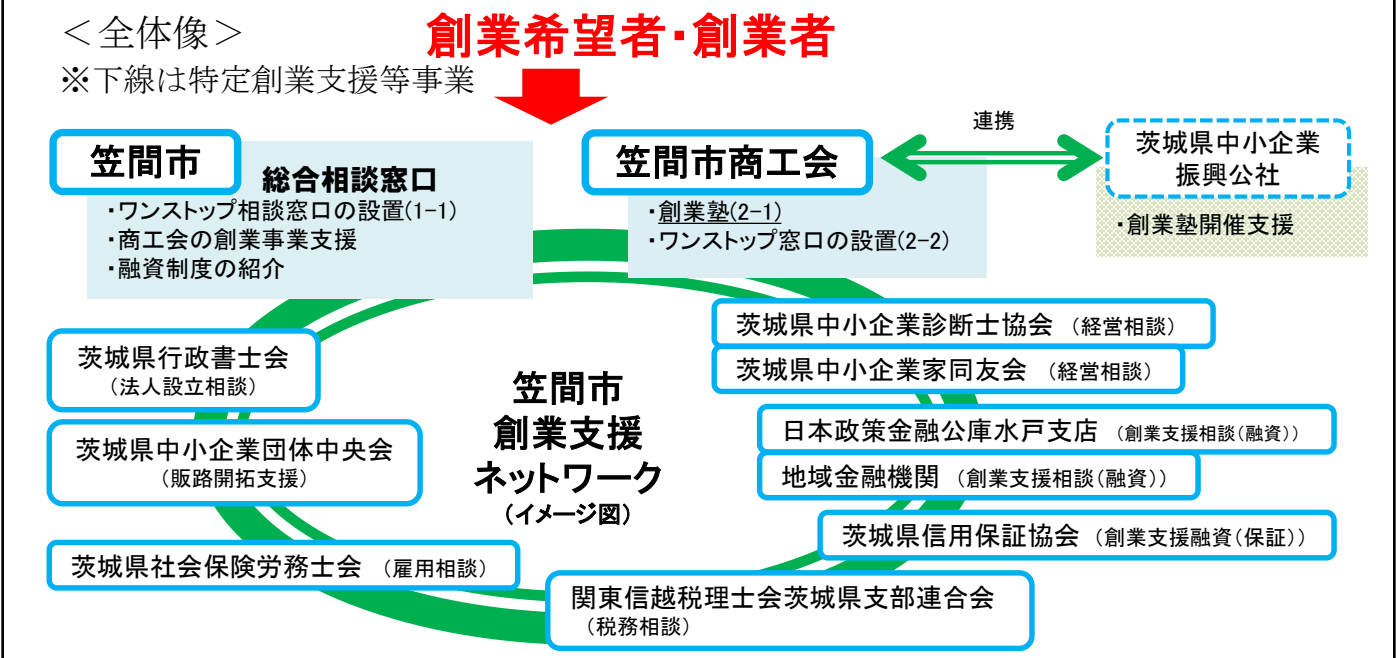 ＜全体像＞
創業希望者・創業者
※下線は特定創業支援等事業
笠間市
総合相談窓口
・ワンストップ相談窓口の設置(1-1)
・商工会の創業事業支援
・融資制度の紹介
笠間市商工会
・創業塾(2-1)
・ワンストップ窓口の設置(2-2)
連携
茨城県中小企業
振興公社
・創業塾開催支援
茨城県行政書士会
（法人設立相談）
茨城県中小企業団体中央会
（販路開拓支援）
茨城県社会保険労務士会 （雇用相談）
笠間市
創業支援
ネットワーク
（イメージ図）
茨城県中小企業診断士協会 （経営相談）
茨城県中小企業家同友会 （経営相談）
日本政策金融公庫水戸支店 （創業支援相談（融資））
地域金融機関 （創業支援相談（融資））
茨城県信用保証協会 （創業支援融資（保証））
関東信越税理士会茨城県支部連合会
（税務相談）